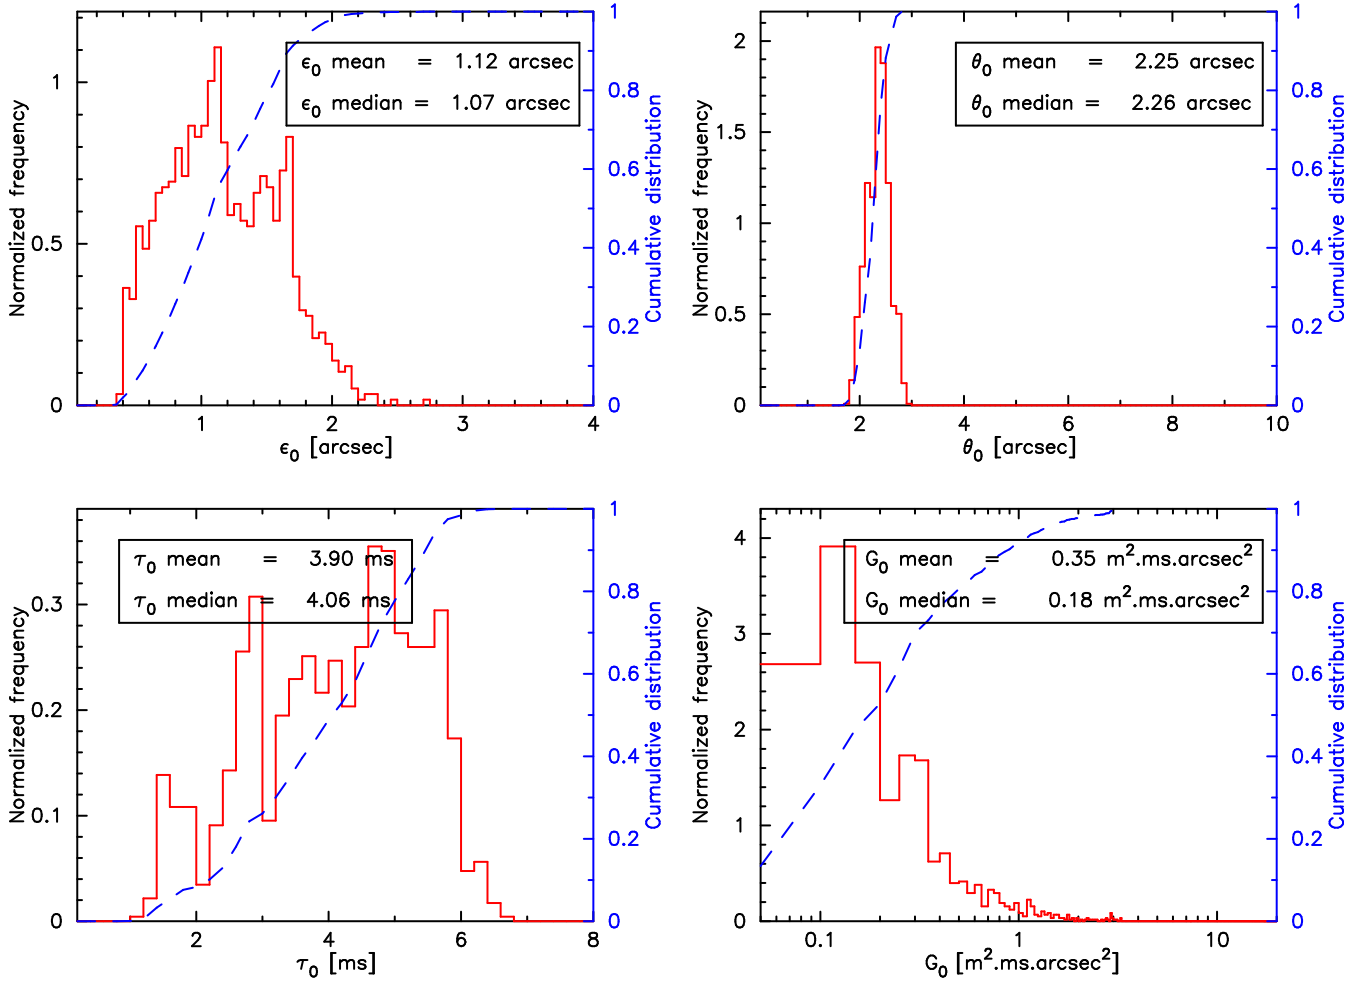 ϵ0 mean = 1.12 arcsec
ϵ0 median = 1.07 arcsec
Normalized frequency
0
0.5
1
1
2
3
4
ϵ0 [arcsec]
0
0.2
0.4
0.6
0.8
1
Cumulative distribution
θ0 mean = 2.25 arcsec
θ0 median = 2.26 arcsec
Normalized frequency
0
0.5
1
1.5
2
2
4
6
8
10
θ0 [arcsec]
0
0.2
0.4
0.6
0.8
1
Cumulative distribution
τ0 mean = 3.90 ms
τ0 median = 4.06 ms
Normalized frequency
0
0.1
0.2
0.3
2
4
6
8
τ0 [ms]
0
0.2
0.4
0.6
0.8
1
Cumulative distribution
G0 mean = 0.35 m².ms.arcsec²
G0 median = 0.18 m².ms.arcsec²
Normalized frequency
0
1
2
3
4
0.1
1
10
G0 [m².ms.arcsec²]
0
0.2
0.4
0.6
0.8
1
Cumulative distribution